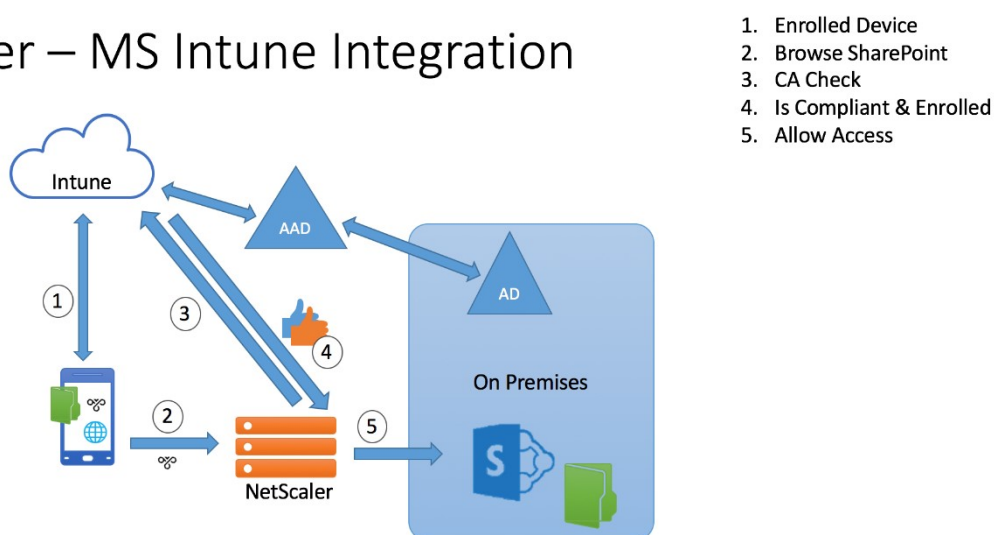 er – MS Intune Integration
1. Enrolled Device
2. Browse SharePoint
3. CA Check
4. Is Compliant & Enrolled
5. Allow Access
Intune
AAD
AD
1
3
4
On Premises
2
5
S
NetScaler